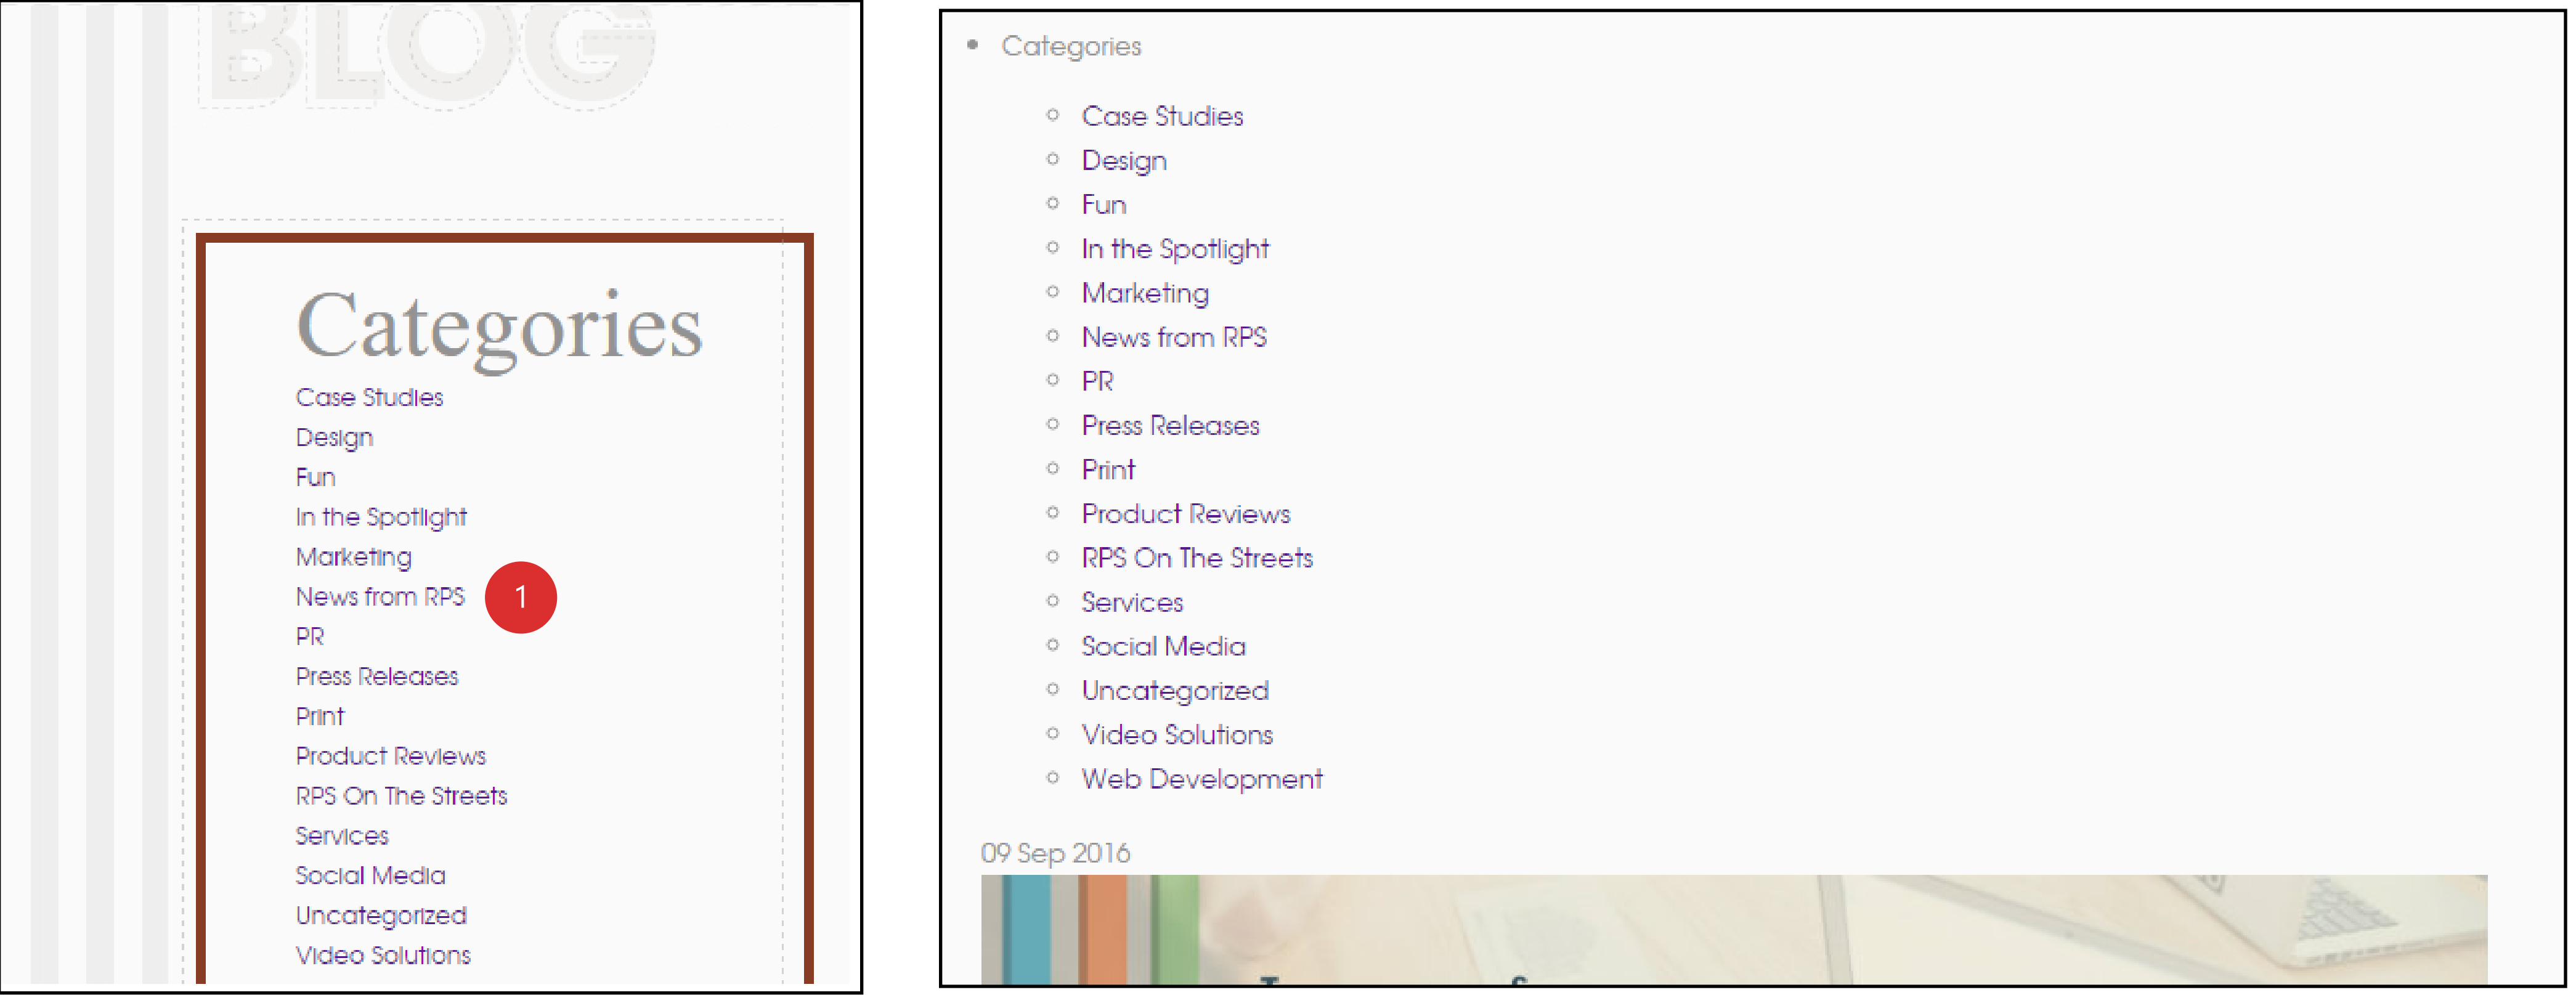 BLOG
Categories
Case Studies
Design
Fun
In the Spotlight
Marketing
News from RPS
1
PR
Press Releases
Print
Product Reviews
RPS On The Streets
Services
Social Media
Uncategorized
Video Solutions
Categories
Case Studies
Design
Fun
In the Spotlight
Marketing
News from RPS
PR
Press Releases
Print
Product Reviews
RPS On The Streets
Services
Social Media
Uncategorized
Video Solutions
Web Development
09 Sep 2016